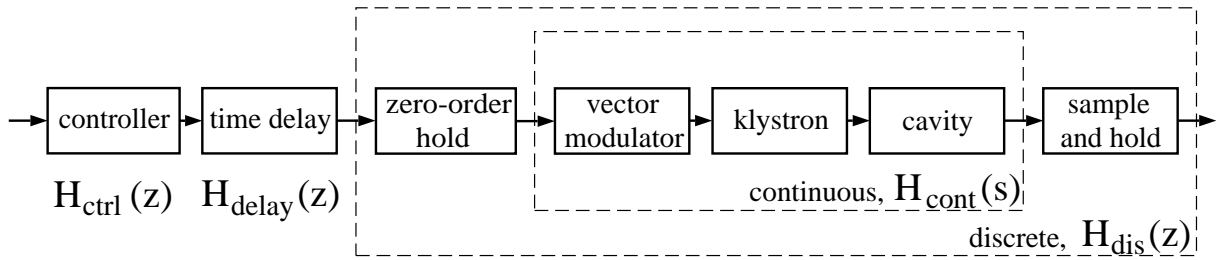 controller
time delay
zero-order
hold
vector
modulator
klystron
cavity
sample
and hold
H_ctrl(z)
H_delay(z)
continuous, H_cont(s)
discrete, H_dis(z)